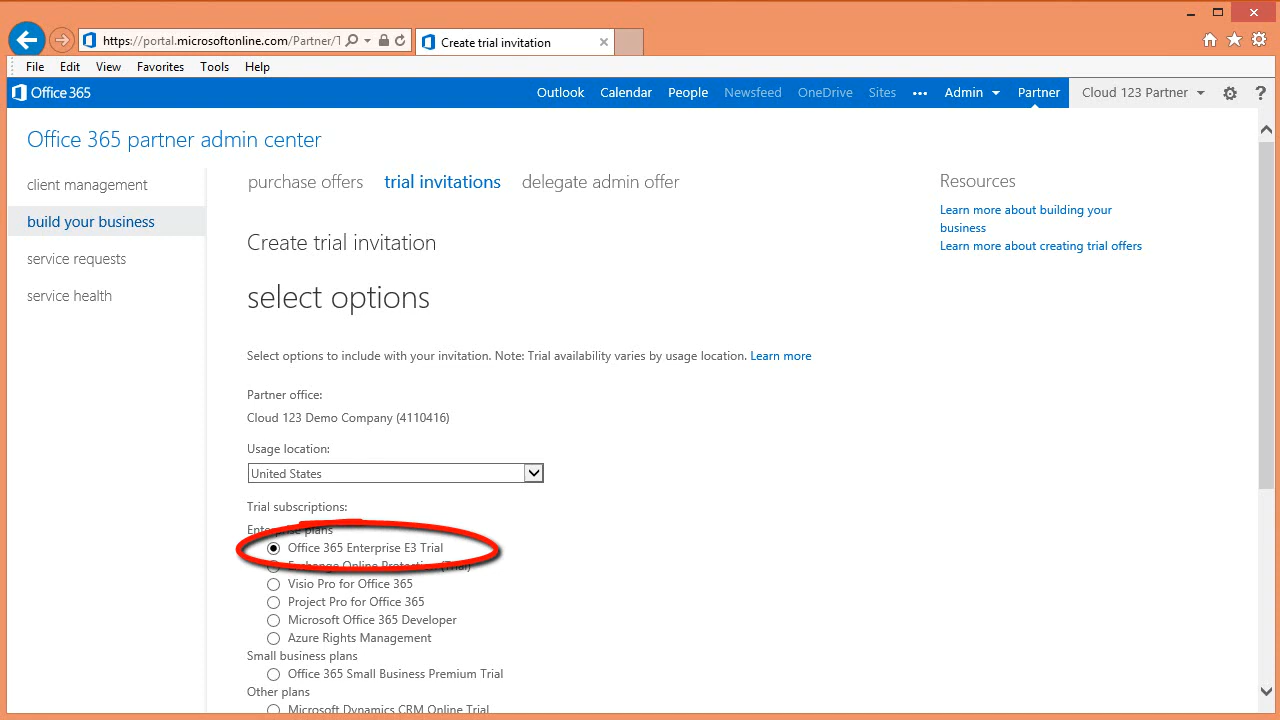 https://portal.microsoftonline.com/Partner/T
Create trial invitation
File Edit View Favorites Tools Help
Office 365
Outlook Calendar People Newsfeed OneDrive Sites ••• Admin Partner Cloud 123 Partner ?
Office 365 partner admin center
client management
build your business
service requests
service health
purchase offers trial invitations delegate admin offer
Create trial invitation
select options
Select options to include with your invitation. Note: Trial availability varies by usage location. Learn more
Partner office:
Cloud 123 Demo Company (4110416)
Usage location:
United States
Trial subscriptions:
Enterprise plans
Office 365 Enterprise E3 Trial
Exchange Online Protection (Trial)
Visio Pro for Office 365
Project Pro for Office 365
Microsoft Office 365 Developer
Azure Rights Management
Small business plans
Office 365 Small Business Premium Trial
Other plans
Microsoft Dynamics CRM Online Trial
Resources
Learn more about building your
business
Learn more about creating trial offers